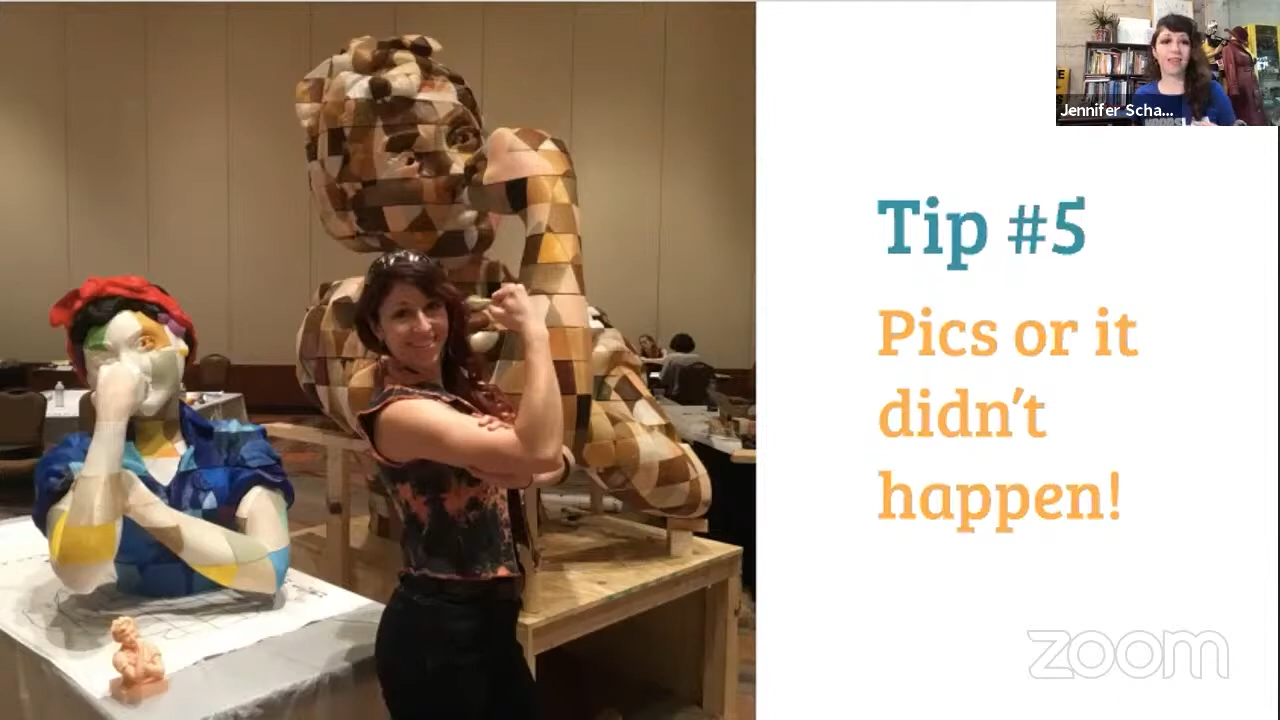 Jennifer Scha...
Tip #5
Pics or it
didn't
happen!
zoom